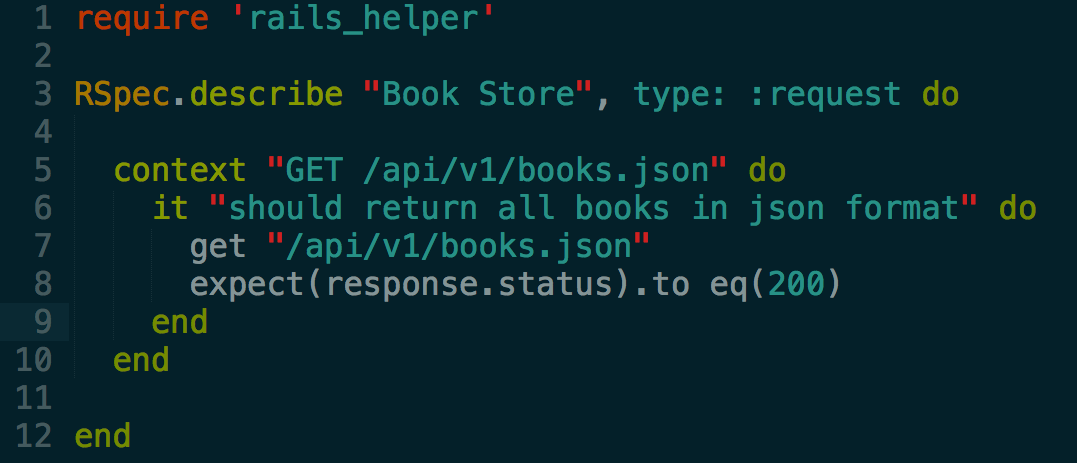 1 require 'rails_helper'
2
3 RSpec.describe "Book Store", type: :request do
4
5   context "GET /api/v1/books.json" do
6     it "should return all books in json format" do
7       get "/api/v1/books.json"
8       expect(response.status).to eq(200)
9     end
10   end
11
12 end